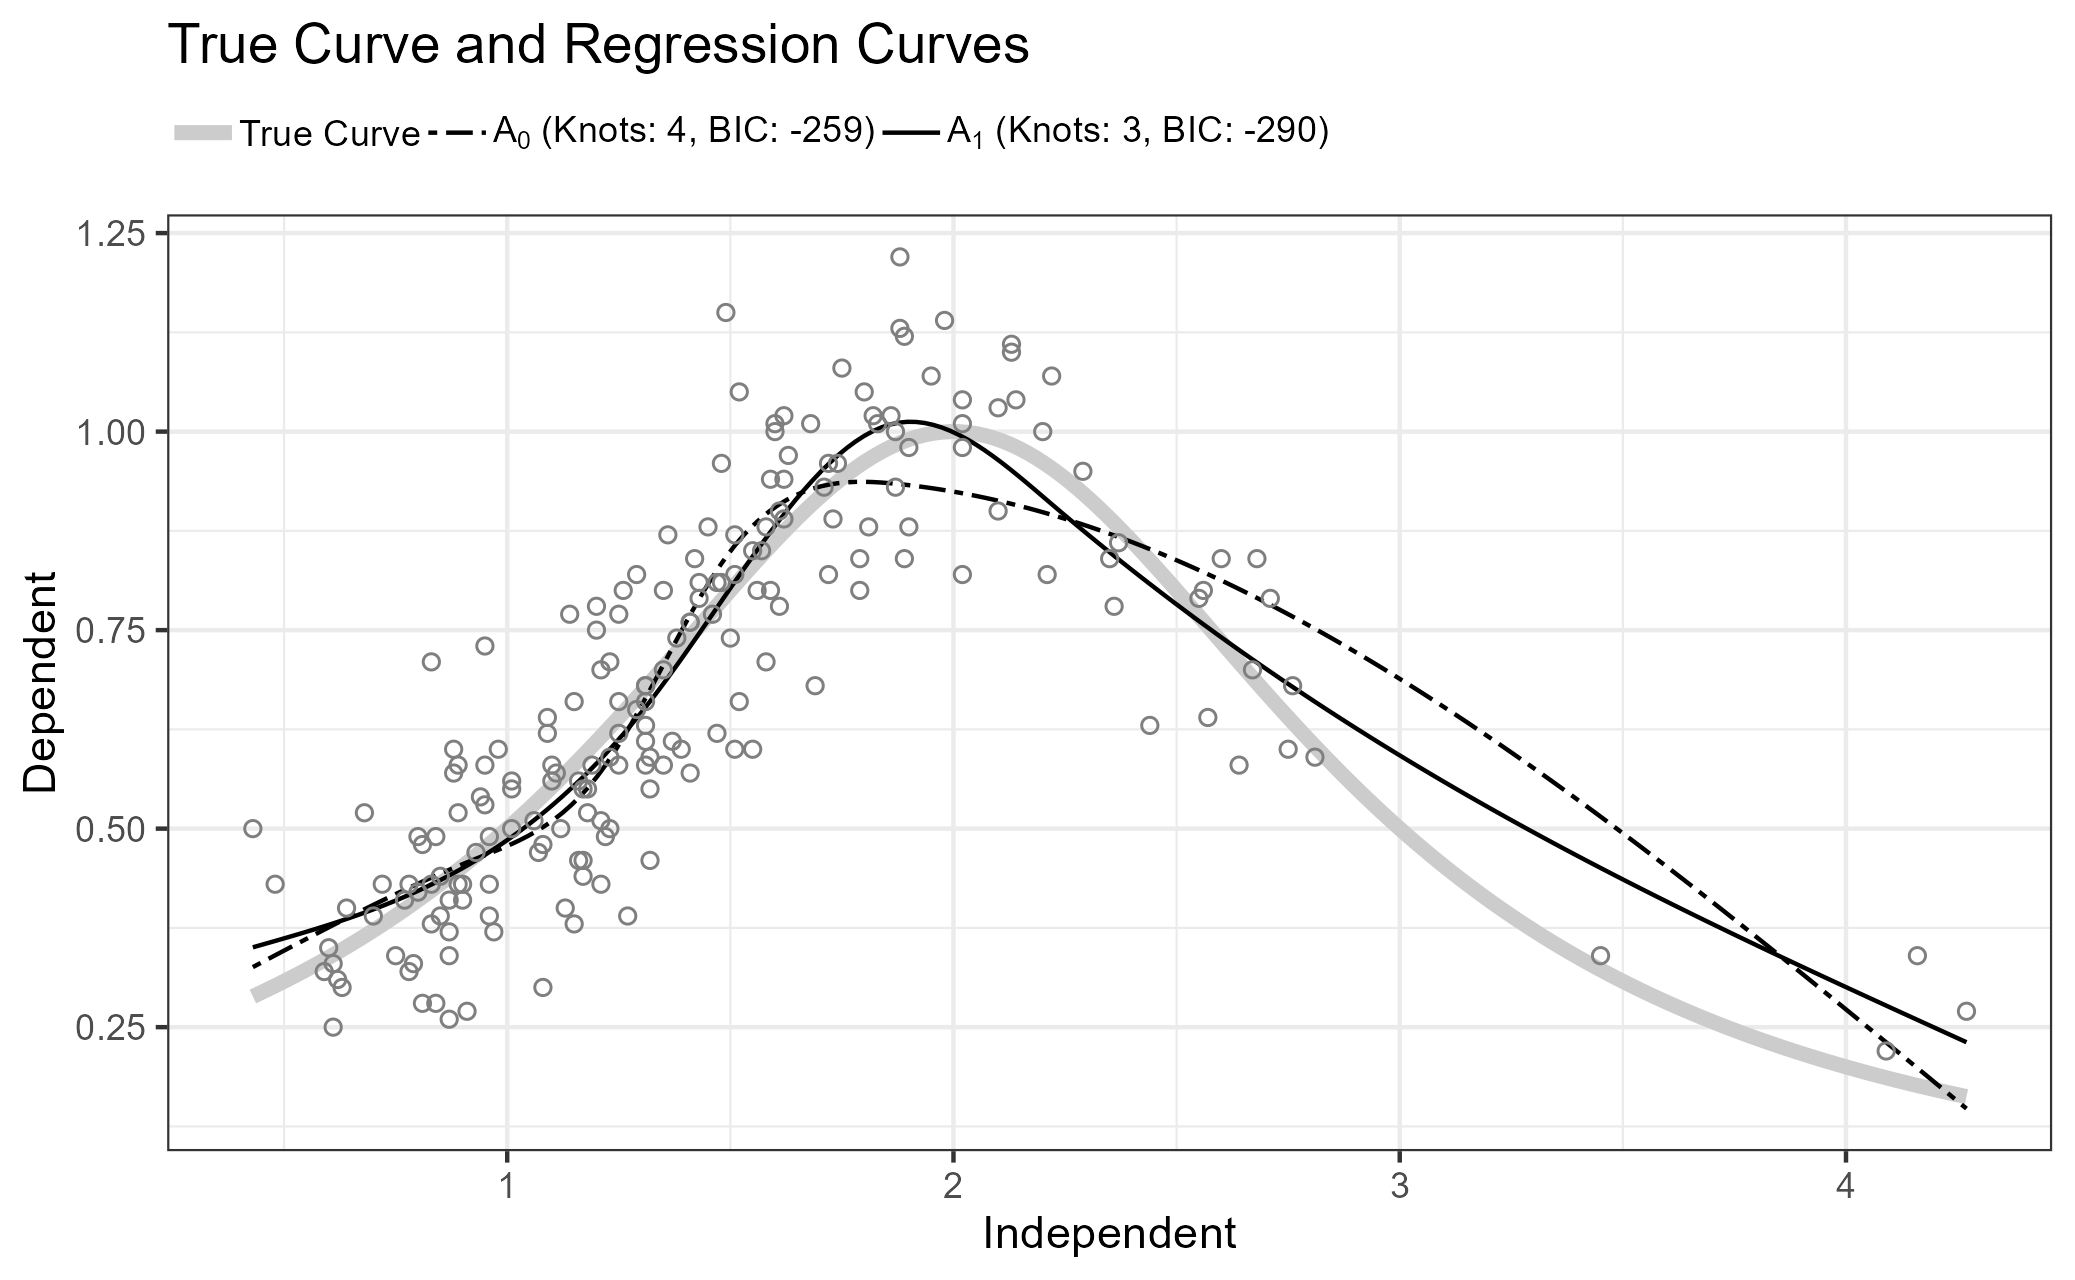 True Curve and Regression Curves
True Curve A₀ (Knots: 4, BIC: -259) A₁ (Knots: 3, BIC: -290)
1.25
1.00
0.75
0.50
0.25
Dependent
1 2 3 4
Independent